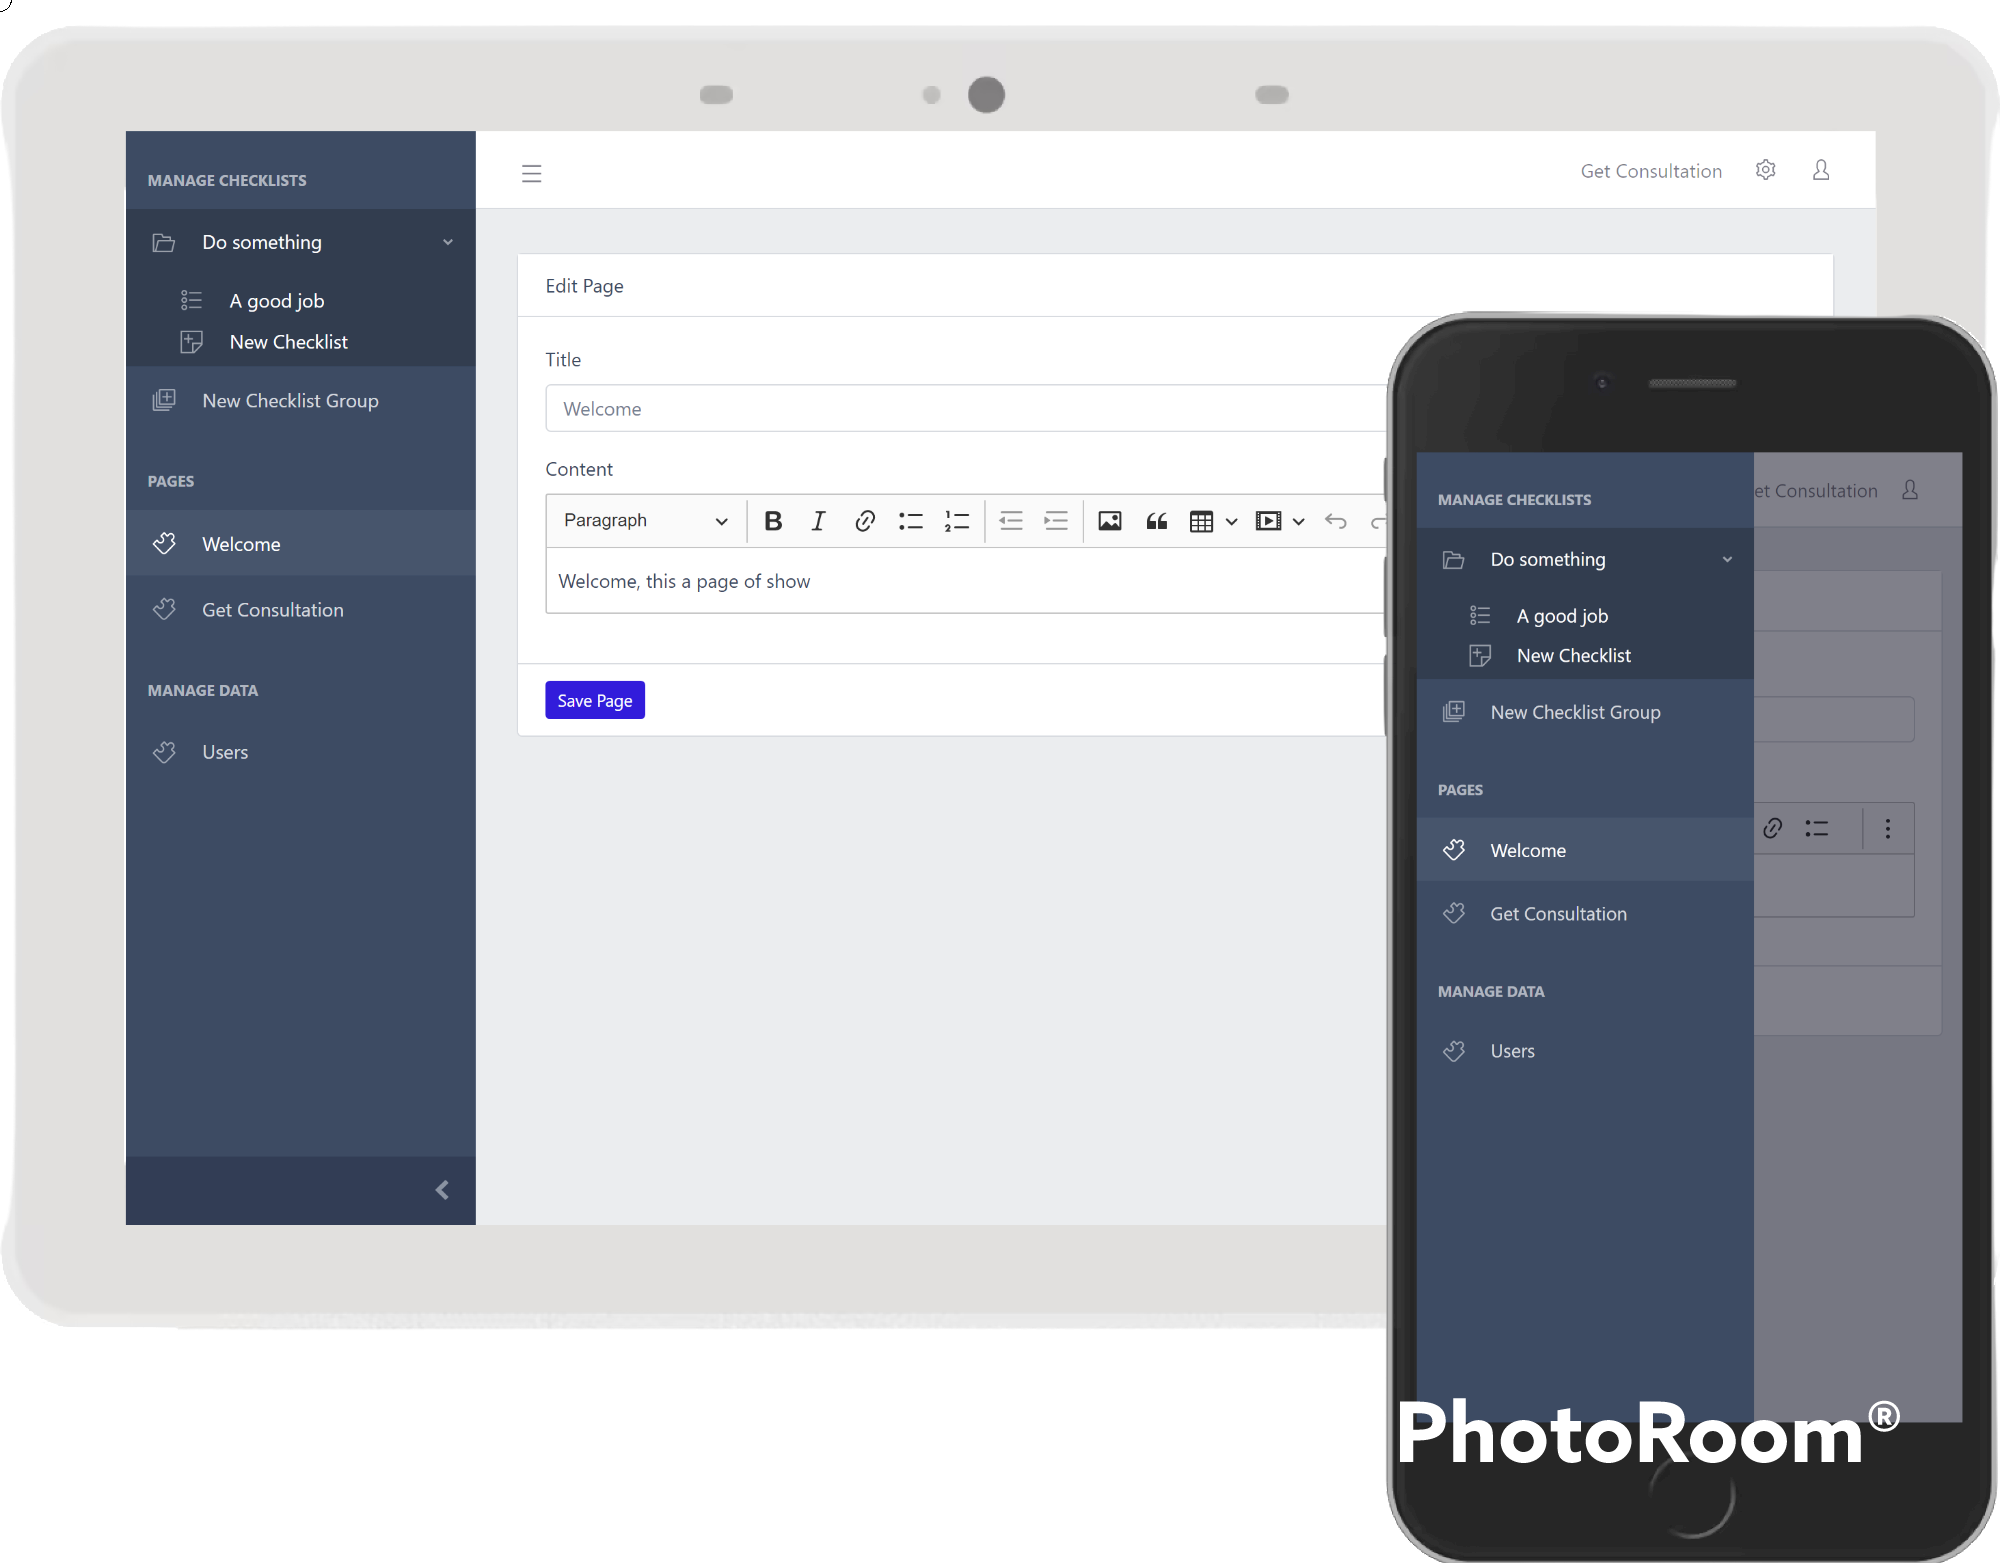 MANAGE CHECKLISTS
Do something
A good job
New Checklist
New Checklist Group
PAGES
Welcome
Get Consultation
MANAGE DATA
Users
Get Consultation
Edit Page
Title
Welcome
Content
Paragraph
Welcome, this a page of show
Save Page
MANAGE CHECKLISTS
et Consultation
Do something
A good job
New Checklist
New Checklist Group
PAGES
Welcome
Get Consultation
MANAGE DATA
Users
PhotoRoom®